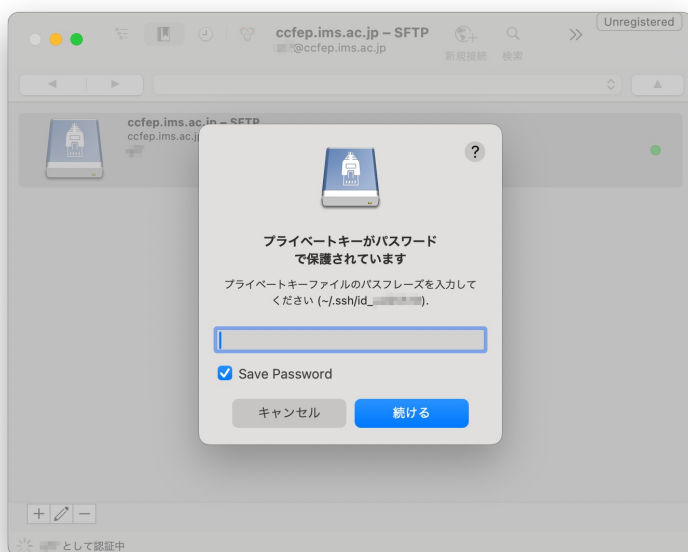 ccfep.ims.ac.jp – SFTP
@ccfep.ims.ac.jp
Unregistered
新規接続
検索
ccfep.ims.ac.jp – SFTP
ccfep.ims.ac.j
?
プライベートキーがパスワード
で保護されています
プライベートキーファイルのパスフレーズを入力して
ください (~/.ssh/id_ ).
Save Password
キャンセル
続ける
として認証中